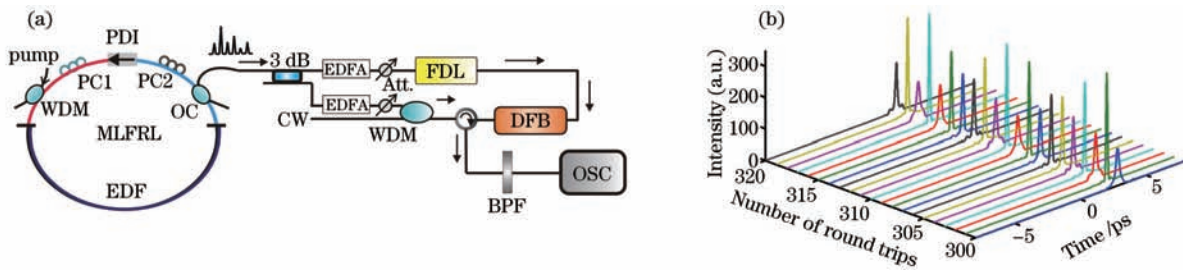 (a)
PDI
pump
PC1
PC2
WDM
OC
MLFRL
EDF
3 dB
EDFA
Att.
FDL
EDFA
CW
WDM
DFB
BPF
OSC
(b)
Intensity (a.u.)
300
200
100
0
320
315
310
305
300
Number of round trips
−5
0
5
Time /ps